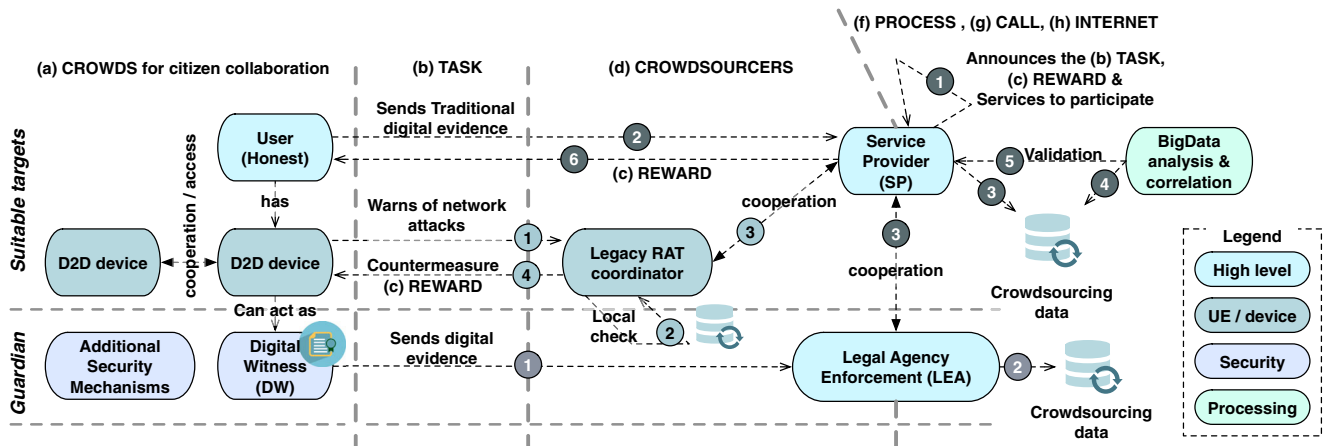 (f) PROCESS , (g) CALL, (h) INTERNET
(a) CROWDS for citizen collaboration
(b) TASK
(d) CROWDSOURCERS
Announces the (b) TASK,
(c) REWARD &
Services to participate
1
Suitable targets
Guardian
User
(Honest)
Sends Traditional
digital evidence
2
6
(c) REWARD
Service
Provider
(SP)
5
Validation
3
4
BigData
analysis &
correlation
cooperation / access
has
Warns of network
attacks
1
cooperation
3
3
cooperation
D2D device
D2D device
Countermeasure
4
(c) REWARD
Legacy RAT
coordinator
Crowdsourcing
data
Can act as
Local
check
2
Additional
Security
Mechanisms
Digital
Witness
(DW)
Sends digital
evidence
1
Legal Agency
Enforcement (LEA)
2
Crowdsourcing
data
Legend
High level
UE / device
Security
Processing